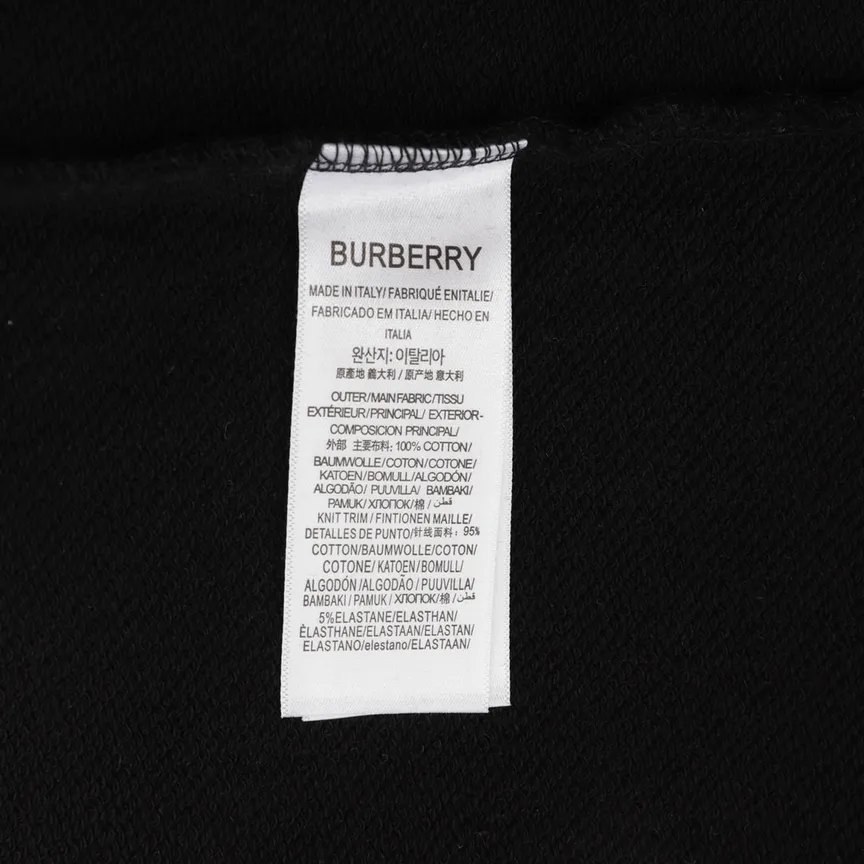 BURBERRY
MADE IN ITALY/ FABRIQUÉ ENITALIE/
FABRICADO EM ITALIA/ HECHO EN
ITALIA
완산지: 이탈리아
原產地 義大利 / 原产地 意大利
OUTER/MAIN FABRIC/TISSU
EXTÉRIEUR/PRINCIPAL/ EXTERIOR-
COMPOSICION PRINCIPAL/
外部 主要布料: 100% COTTON/
BAUMWOLLE/COTON/COTONE/
KATOEN/BOMULL/ALGODÓN/
ALGODÃO/ PUUVILLA/ BAMBAKI/
PAMUK/ ХЛОПОК/棉 / قطن
KNIT TRIM / FINTIONEN MAILLE/
DETALLES DE PUNTO/针线面料: 95%
COTTON/BAUMWOLLE/COTON/
COTONE/ KATOEN/BOMULL/
ALGODÓN /ALGODÃO / PUUVILLA/
BAMBAKI / PAMUK / ХЛОПОК/棉 / قطن
5%ELASTANE/ELASTHAN/
ÈLASTHANE/ELASTAAN/ELASTAN/
ELASTANO/elestano/ELASTAAN/